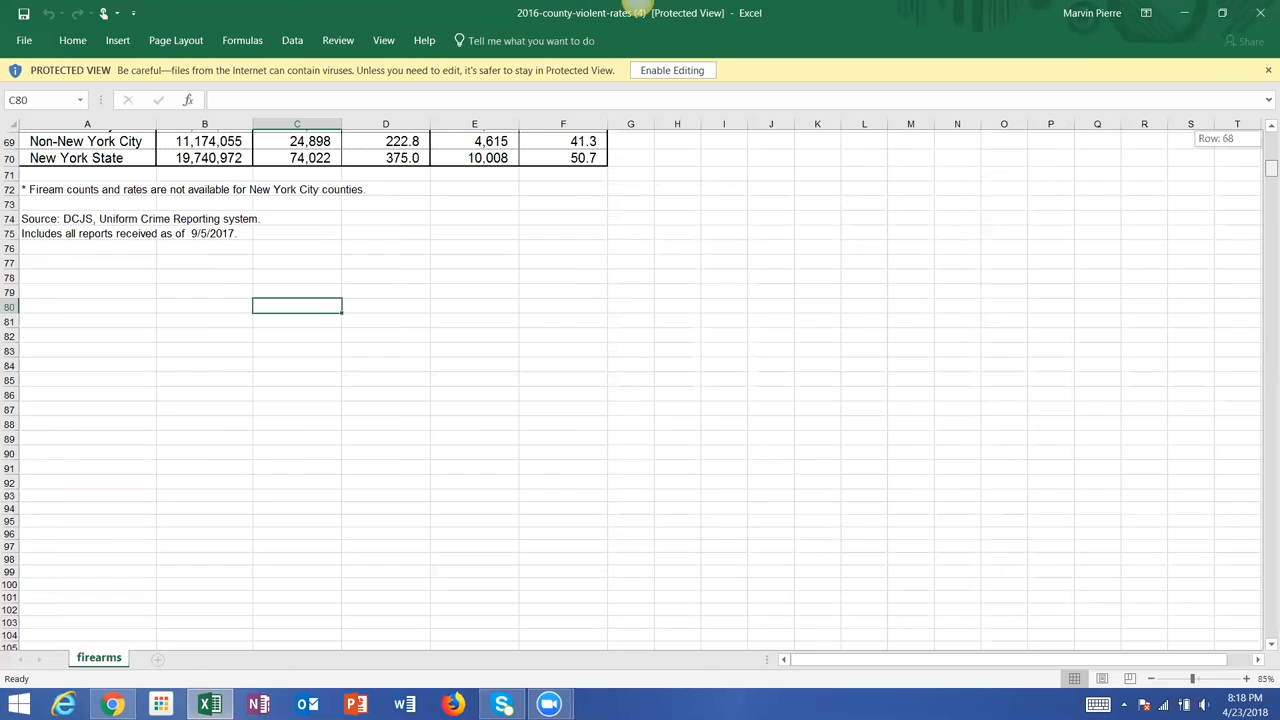 2016-county-violent-rates (4) [Protected View] - Excel
Marvin Pierre
File Home Insert Page Layout Formulas Data Review View Help Tell me what you want to do
Share
PROTECTED VIEW Be careful—files from the Internet can contain viruses. Unless you need to edit, it's safer to stay in Protected View. Enable Editing
C80
fx
A B C D E F G H I J K L M N O P Q R S T
69 Non-New York City 11,174,055 24,898 222.8 4,615 41.3
Row: 68
70 New York State 19,740,972 74,022 375.0 10,008 50.7
71
72 * Fiream counts and rates are not available for New York City counties.
73
74 Source: DCJS, Uniform Crime Reporting system.
75 Includes all reports received as of 9/5/2017.
76
77
78
79
80
81
82
83
84
85
86
87
88
89
90
91
92
93
94
95
96
97
98
99
100
101
102
103
104
105
firearms
Ready
85%
8:18 PM
4/23/2018